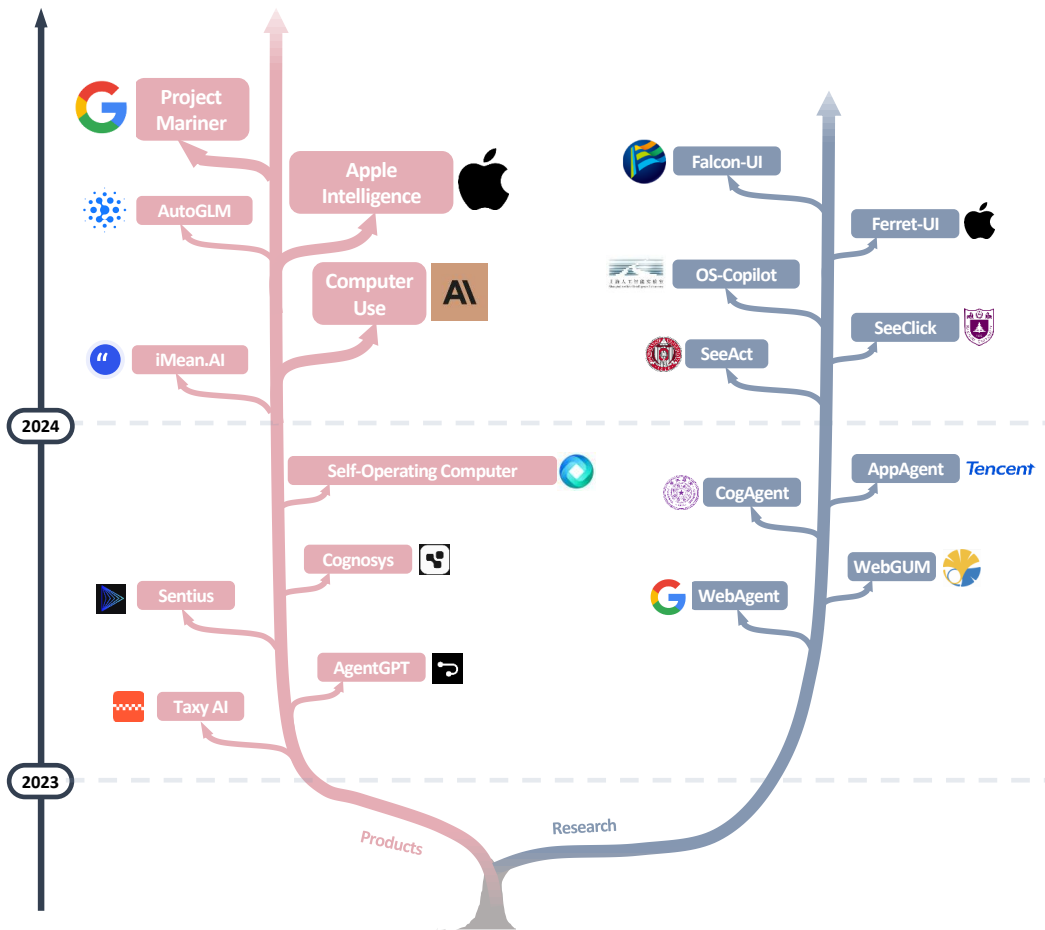 Project
Mariner
Apple
Intelligence
Falcon-UI
AutoGLM
Ferret-UI
OS-Copilot
Computer
Use
A\
SeeClick
iMean.AI
SeeAct
2024
Self-Operating Computer
AppAgent
Tencent
CogAgent
Cognosys
WebGUM
Sentius
WebAgent
AgentGPT
Taxy AI
2023
Products
Research